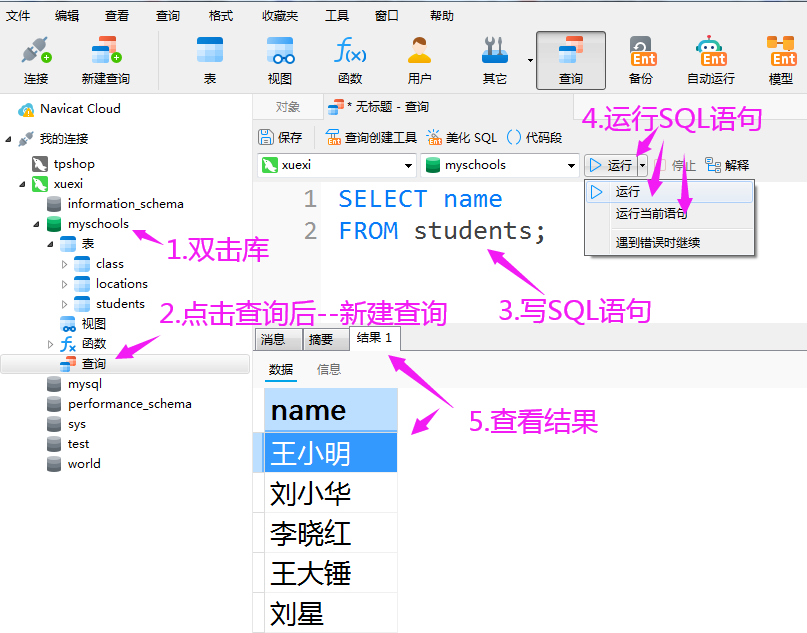 文件 编辑 查看 查询 格式 收藏夹 工具 窗口 帮助
连接 新建查询 表 视图 函数 用户 其它 查询 备份 自动运行 模型
Ent Ent Ent
Navicat Cloud
对象 * 无标题 - 查询
4.运行SQL语句
我的连接
保存 查询创建工具 美化 SQL 代码段
tpshop
xuexi myschools 运行 停止 解释
xuexi
information_schema
myschools
表
class
locations
students
视图
函数
查询
mysql
performance_schema
sys
test
world
1.双击库
2.点击查询后--新建查询
1 SELECT name
2 FROM students;
运行
运行当前语句
遇到错误时继续
3.写SQL语句
消息 摘要 结果 1
数据 信息
5.查看结果
name
王小明
刘小华
李晓红
王大锤
刘星